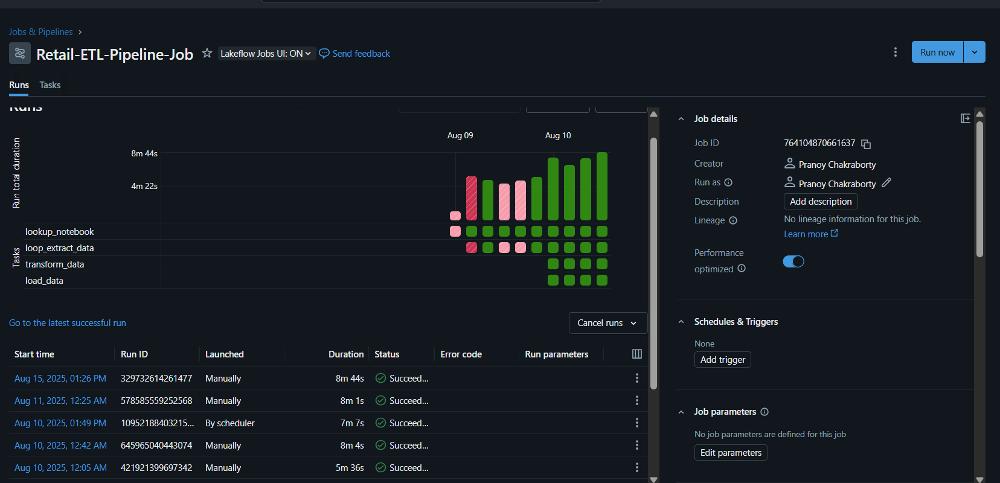 Jobs & Pipelines ›
Retail-ETL-Pipeline-Job
Lakeflow Jobs UI: ON
Send feedback
Run now
Runs
Tasks
Runs
Aug 09
Aug 10
Run total duration
8m 44s
4m 22s
Tasks
lookup_notebook
loop_extract_data
transform_data
load_data
Go to the latest successful run
Cancel runs
Start time Run ID Launched Duration Status Error code Run parameters
Aug 15, 2025, 01:26 PM 329732614261477 Manually 8m 44s Succeed...
Aug 11, 2025, 12:25 AM 578585559252568 Manually 8m 1s Succeed...
Aug 10, 2025, 01:49 PM 10952188403215... By scheduler 7m 7s Succeed...
Aug 10, 2025, 12:42 AM 645965040443074 Manually 8m 4s Succeed...
Aug 10, 2025, 12:05 AM 421921399697342 Manually 5m 36s Succeed...
Job details
Job ID 764104870661637
Creator Pranoy Chakraborty
Run as Pranoy Chakraborty
Description Add description
Lineage No lineage information for this job.
Learn more
Performance
optimized
Schedules & Triggers
None
Add trigger
Job parameters
No job parameters are defined for this job
Edit parameters